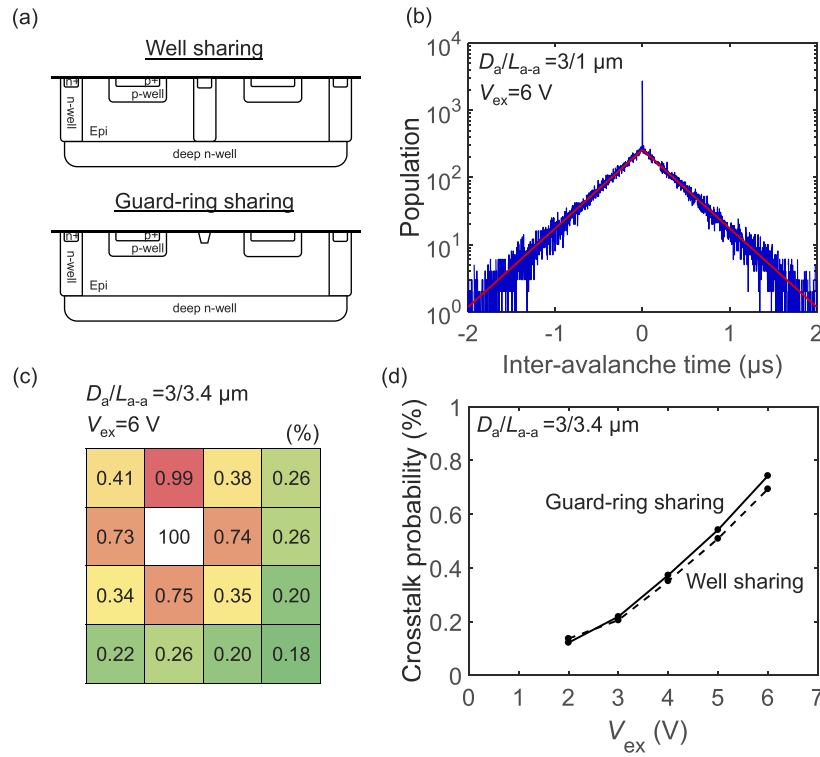 (a)
Well sharing
n+
p+
p-well
n-well
Epi
deep n-well
Guard-ring sharing
n+
p+
p-well
n-well
Epi
deep n-well
(b)
Dₐ/Lₐ₋ₐ =3/1 µm
V_ex=6 V
Population
10⁴
10³
10²
10¹
10⁰
-2 -1 0 1 2
Inter-avalanche time (µs)
(c)
Dₐ/Lₐ₋ₐ =3/3.4 µm
V_ex=6 V
(%)
0.41 0.99 0.38 0.26
0.73 100 0.74 0.26
0.34 0.75 0.35 0.20
0.22 0.26 0.20 0.18
(d)
Dₐ/Lₐ₋ₐ =3/3.4 µm
Crosstalk probability (%)
1
0.8
0.6
0.4
0.2
0
Guard-ring sharing
Well sharing
0 1 2 3 4 5 6 7
V_ex (V)